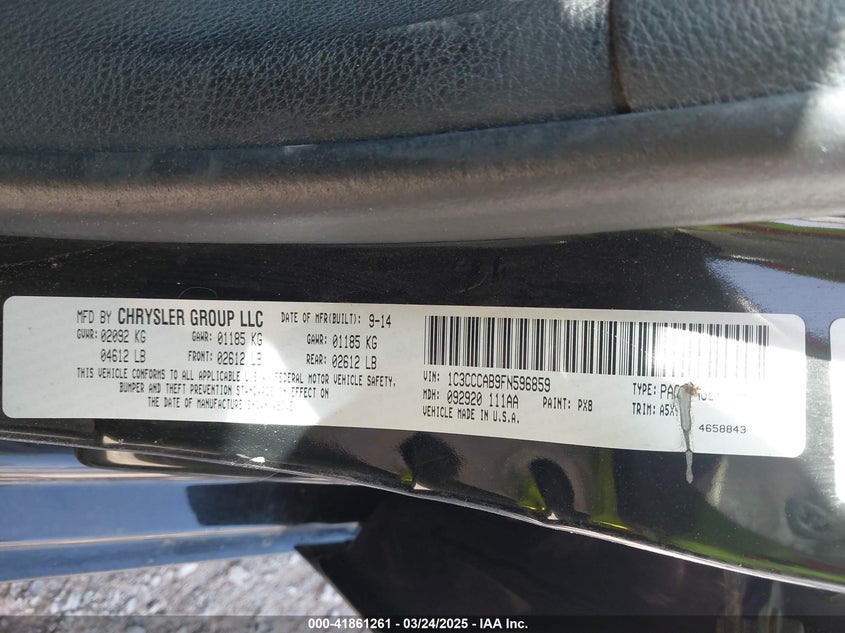 MFD BY CHRYSLER GROUP LLC DATE OF MFR(BUILT): 9-14
GVWR: 02092 KG GAWR: 01185 KG GAWR: 01185 KG
04612 LB FRONT: 02612 LB REAR: 02612 LB
THIS VEHICLE CONFORMS TO ALL APPLICABLE U.S. FEDERAL MOTOR VEHICLE SAFETY,
BUMPER AND THEFT PREVENTION IN EFFECT ON
THE DATE OF MANUFACTURE
VIN: 1C3CCCAB9FN596859 TYPE:
MDH: 092920 111AA PAINT: PX8 TRIM:
VEHICLE MADE IN U.S.A. 4658843
000-41861261 - 03/24/2025 - IAA Inc.